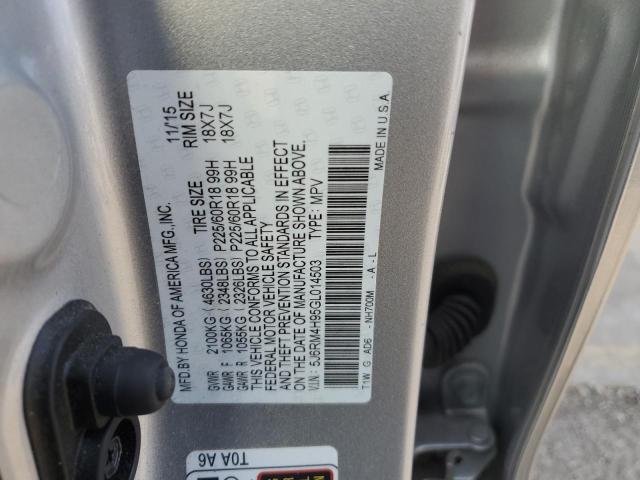 MFD.BY HONDA OF AMERICA MFG.,INC. 11/15
TIRE SIZE RIM SIZE
GVWR 2100KG(4630LBS)
GAWR F 1065KG(2348LBS) P225/60R18 99H 18X7J
GAWR R 1055KG(2326LBS) P225/60R18 99H 18X7J
THIS VEHICLE CONFORMS TO ALL APPLICABLE
FEDERAL MOTOR VEHICLE SAFETY
AND THEFT PREVENTION STANDARDS IN EFFECT
ON THE DATE OF MANUFACTURE SHOWN ABOVE.
V.I.N: 5J6RM4H95GL014503 TYPE: MPV
T1W G AD6 -NH700M -A -L MADE IN U.S.A
T0A A6